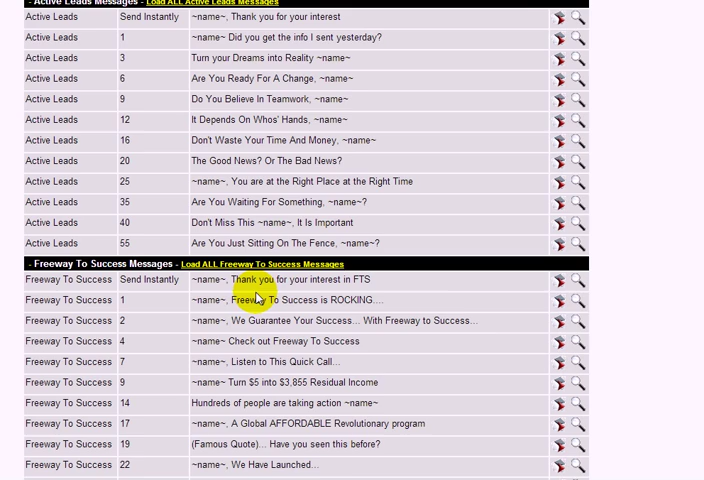 - Active Leads Messages - Load ALL Active Leads Messages
Active Leads Send Instantly ~name~, Thank you for your interest
Active Leads 1 ~name~ Did you get the info I sent yesterday?
Active Leads 3 Turn your Dreams into Reality ~name~
Active Leads 6 Are You Ready For A Change, ~name~
Active Leads 9 Do You Believe In Teamwork, ~name~
Active Leads 12 It Depends On Whos' Hands, ~name~
Active Leads 16 Don't Waste Your Time And Money, ~name~
Active Leads 20 The Good News? Or The Bad News?
Active Leads 25 ~name~, You are at the Right Place at the Right Time
Active Leads 35 Are You Waiting For Something, ~name~?
Active Leads 40 Don't Miss This ~name~, It Is Important
Active Leads 55 Are You Just Sitting On The Fence, ~name~?
- Freeway To Success Messages - Load ALL Freeway To Success Messages
Freeway To Success Send Instantly ~name~, Thank you for your interest in FTS
Freeway To Success 1 ~name~, Freeway To Success is ROCKING....
Freeway To Success 2 ~name~, We Guarantee Your Success... With Freeway to Success...
Freeway To Success 4 ~name~ Check out Freeway To Success
Freeway To Success 7 ~name~, Listen to This Quick Call...
Freeway To Success 9 ~name~ Turn $5 into $3,855 Residual Income
Freeway To Success 14 Hundreds of people are taking action ~name~
Freeway To Success 17 ~name~, A Global AFFORDABLE Revolutionary program
Freeway To Success 19 (Famous Quote)... Have you seen this before?
Freeway To Success 22 ~name~, We Have Launched...